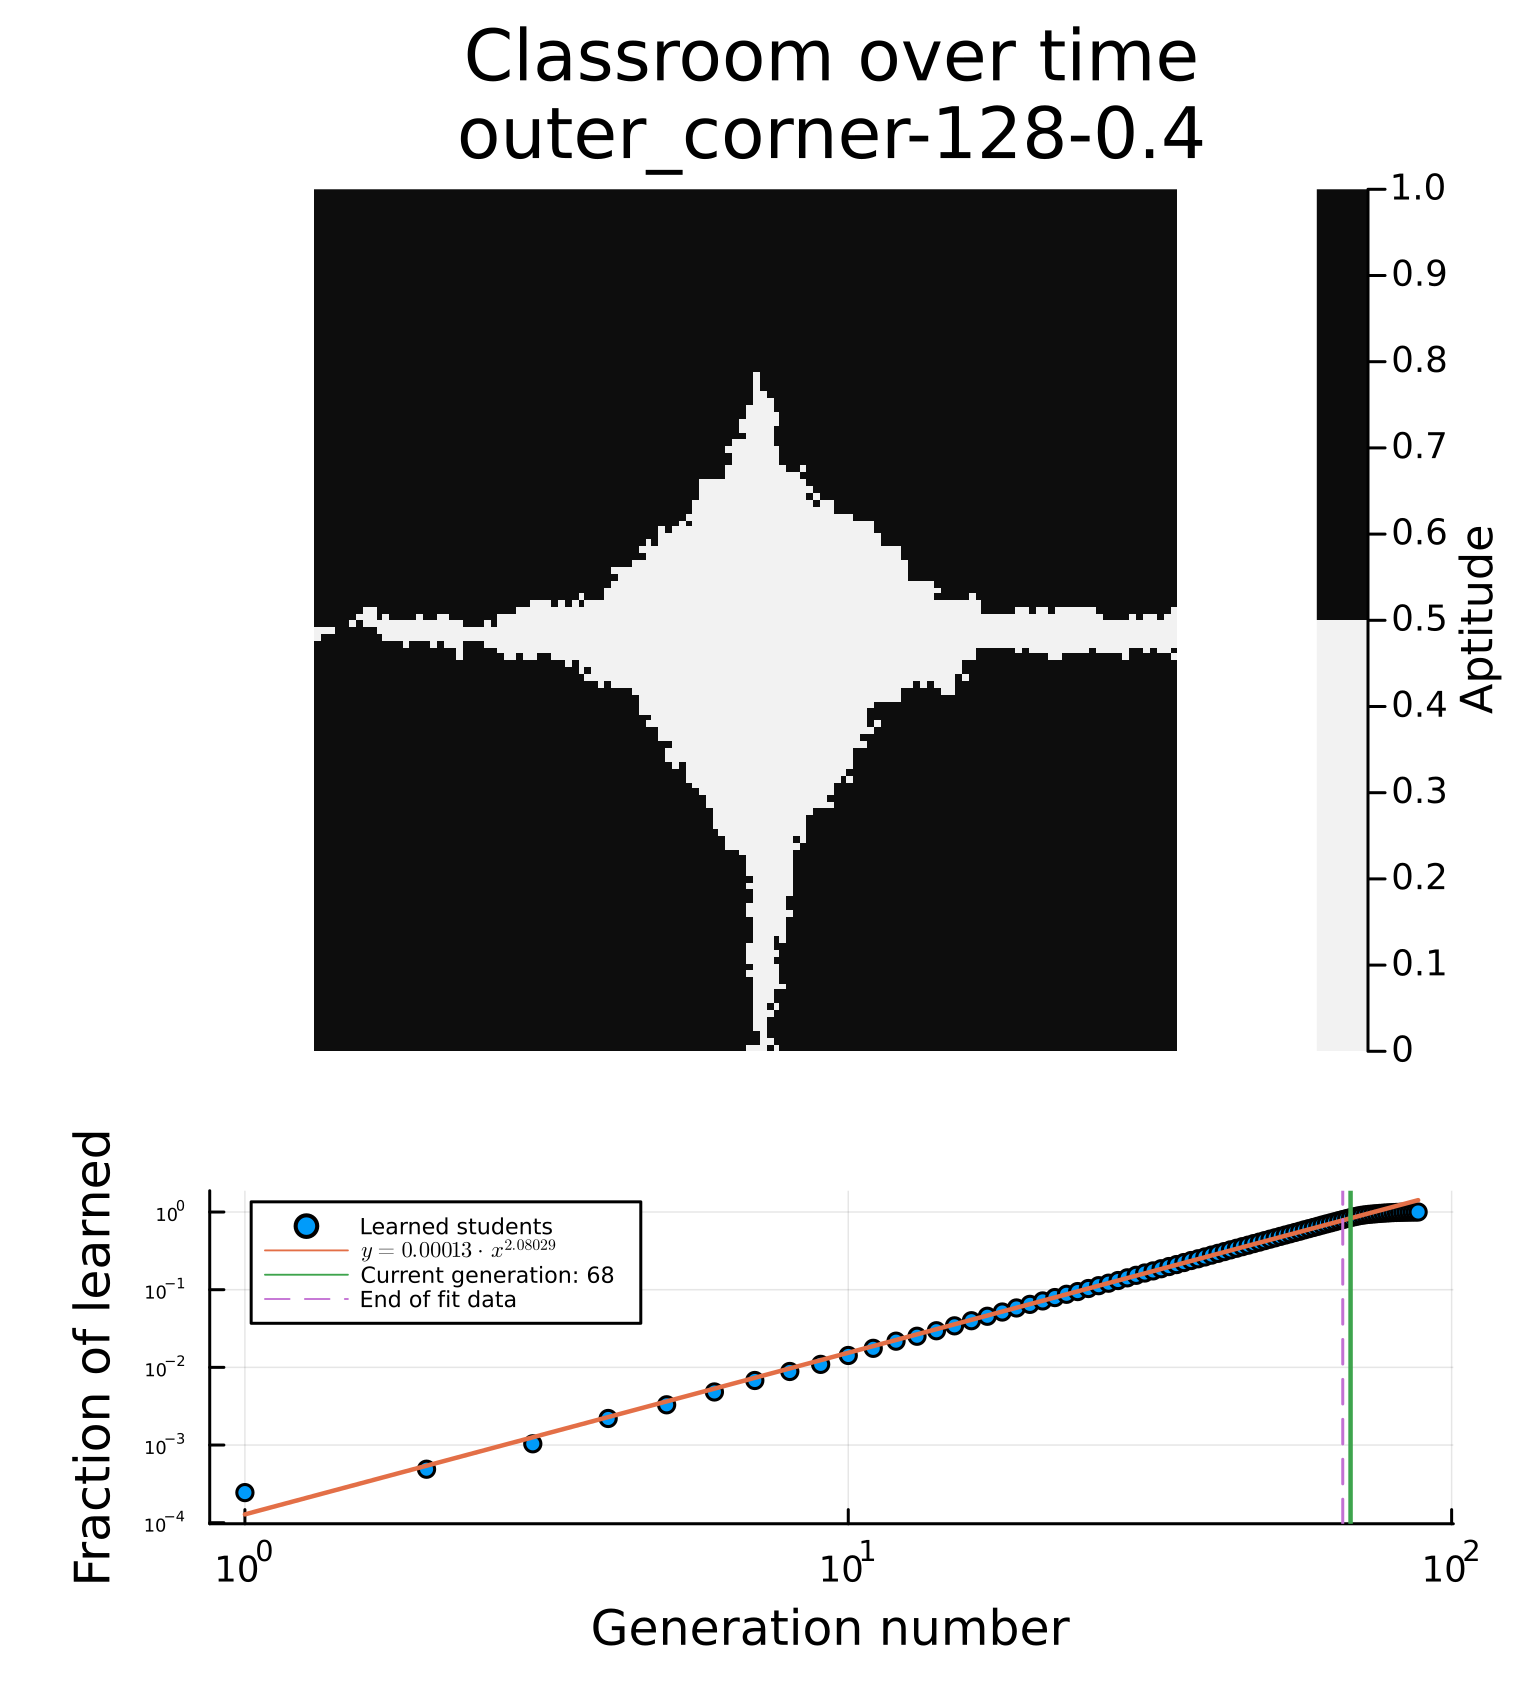 Classroom over time
outer_corner-128-0.4
1.0
0.9
0.8
0.7
0.6
0.5
0.4
0.3
0.2
0.1
0
Aptitude
Fraction of learned
10⁰
10⁻¹
10⁻²
10⁻³
10⁻⁴
Learned students
y = 0.00013 · x^2.08029
Current generation: 68
End of fit data
10⁰ 10¹ 10²
Generation number